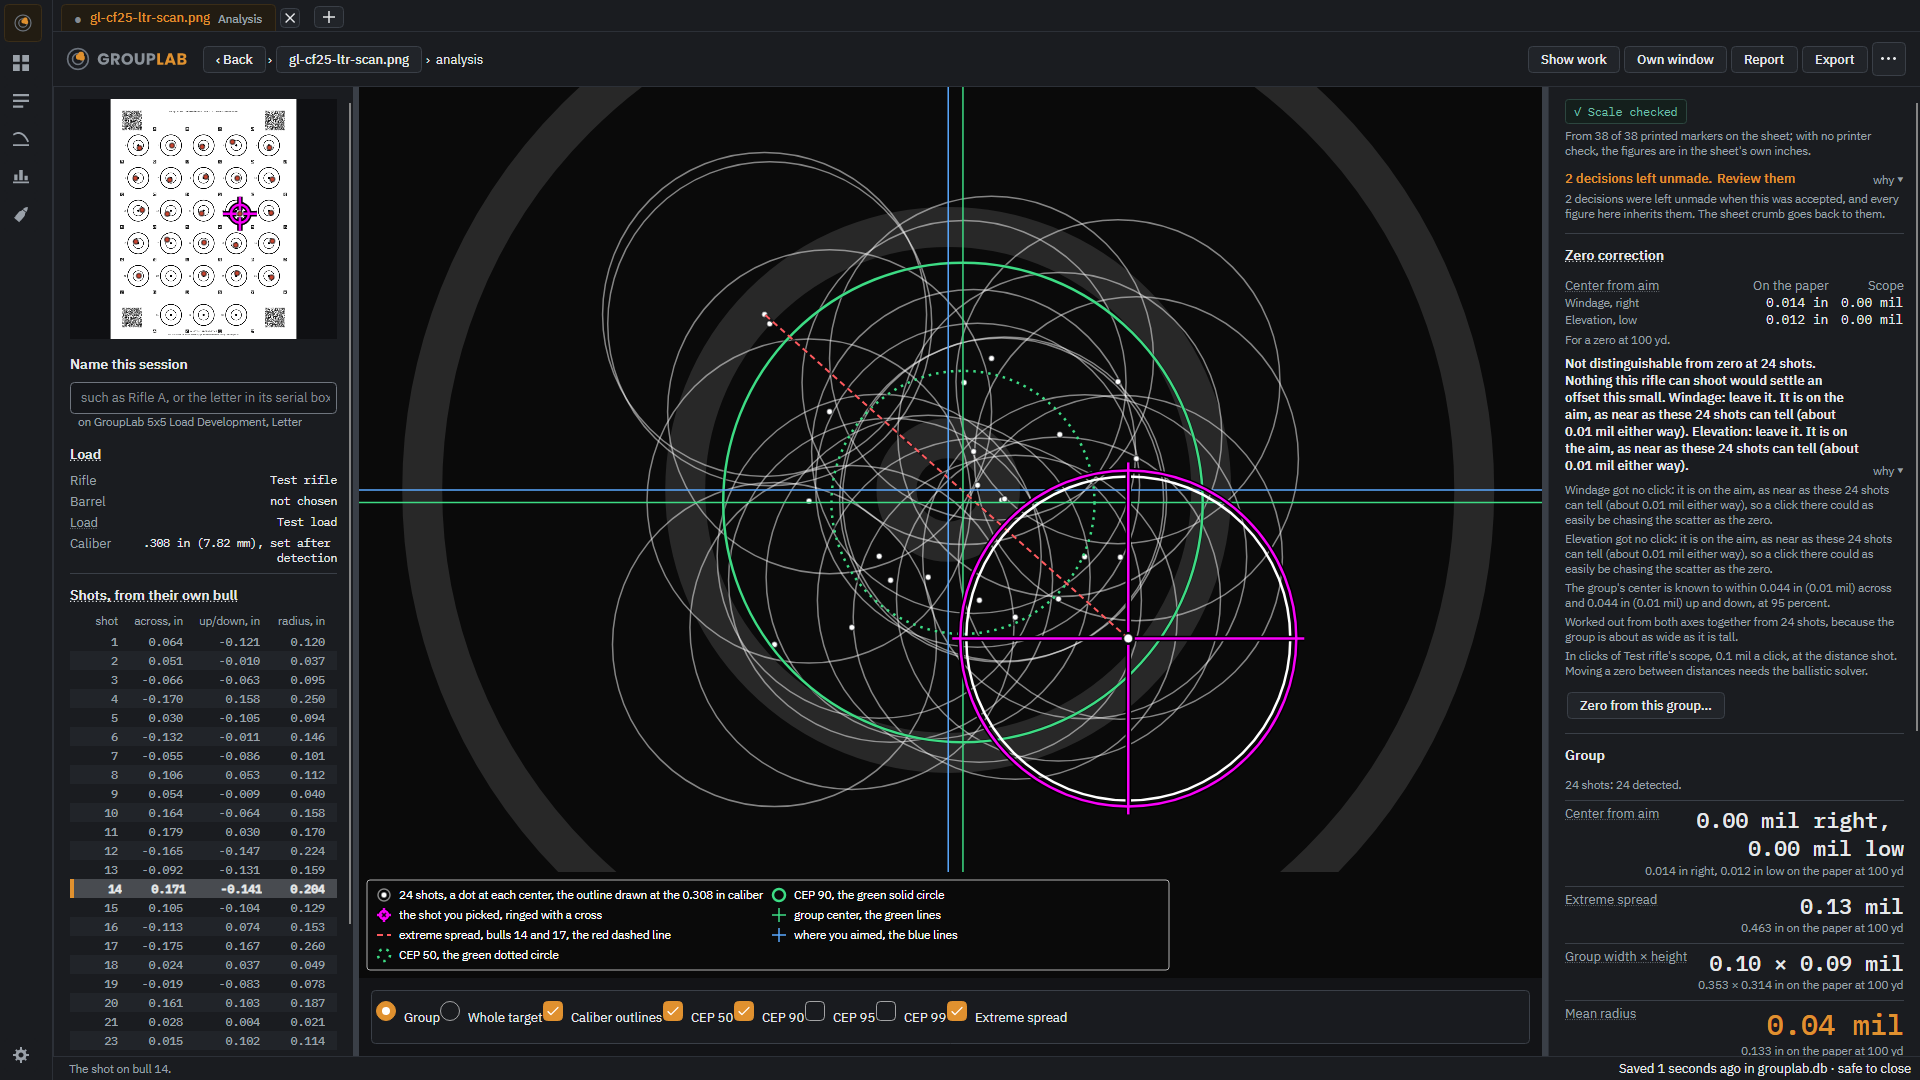 gl-cf25-ltr-scan.png Analysis
GROUPLAB
‹ Back › gl-cf25-ltr-scan.png › analysis
Show work
Own window
Report
Export
Name this session
such as Rifle A, or the letter in its serial box
on GroupLab 5x5 Load Development, Letter
Load
Rifle Test rifle
Barrel not chosen
Load Test load
Caliber .308 in (7.82 mm), set after
detection
Shots, from their own bull
shot across, in up/down, in radius, in
1 0.064 -0.121 0.120
2 0.051 -0.010 0.037
3 -0.066 -0.063 0.095
4 -0.170 0.158 0.250
5 0.030 -0.105 0.094
6 -0.132 -0.011 0.146
7 -0.055 -0.086 0.101
8 0.106 0.053 0.112
9 0.054 -0.009 0.040
10 0.164 -0.064 0.158
11 0.179 0.030 0.170
12 -0.165 -0.147 0.224
13 -0.092 -0.131 0.159
14 0.171 -0.141 0.204
15 0.105 -0.104 0.129
16 -0.113 0.074 0.153
17 -0.175 0.167 0.260
18 0.024 0.037 0.049
19 -0.019 -0.083 0.078
20 0.161 0.103 0.187
21 0.028 0.004 0.021
23 0.015 0.102 0.114
24 shots, a dot at each center, the outline drawn at the 0.308 in caliber
the shot you picked, ringed with a cross
extreme spread, bulls 14 and 17, the red dashed line
CEP 50, the green dotted circle
CEP 90, the green solid circle
group center, the green lines
where you aimed, the blue lines
Group Whole target Caliber outlines CEP 50 CEP 90 CEP 95 CEP 99 Extreme spread
√ Scale checked
From 38 of 38 printed markers on the sheet; with no printer
check, the figures are in the sheet's own inches.
2 decisions left unmade. Review them why ▾
2 decisions were left unmade when this was accepted, and every
figure here inherits them. The sheet crumb goes back to them.
Zero correction
Center from aim On the paper Scope
Windage, right 0.014 in 0.00 mil
Elevation, low 0.012 in 0.00 mil
For a zero at 100 yd.
Not distinguishable from zero at 24 shots.
Nothing this rifle can shoot would settle an
offset this small. Windage: leave it. It is on the
aim, as near as these 24 shots can tell (about
0.01 mil either way). Elevation: leave it. It is on
the aim, as near as these 24 shots can tell (about
0.01 mil either way). why ▾
Windage got no click: it is on the aim, as near as these 24 shots
can tell (about 0.01 mil either way), so a click there could as
easily be chasing the scatter as the zero.
Elevation got no click: it is on the aim, as near as these 24 shots
can tell (about 0.01 mil either way), so a click there could as
easily be chasing the scatter as the zero.
The group's center is known to within 0.044 in (0.01 mil) across
and 0.044 in (0.01 mil) up and down, at 95 percent.
Worked out from both axes together from 24 shots, because the
group is about as wide as it is tall.
In clicks of Test rifle's scope, 0.1 mil a click, at the distance shot.
Moving a zero between distances needs the ballistic solver.
Zero from this group...
Group
24 shots: 24 detected.
Center from aim 0.00 mil right,
0.00 mil low
0.014 in right, 0.012 in low on the paper at 100 yd
Extreme spread 0.13 mil
0.463 in on the paper at 100 yd
Group width × height 0.10 × 0.09 mil
0.353 × 0.314 in on the paper at 100 yd
Mean radius 0.04 mil
0.133 in on the paper at 100 yd
The shot on bull 14.
Saved 1 seconds ago in grouplab.db · safe to close